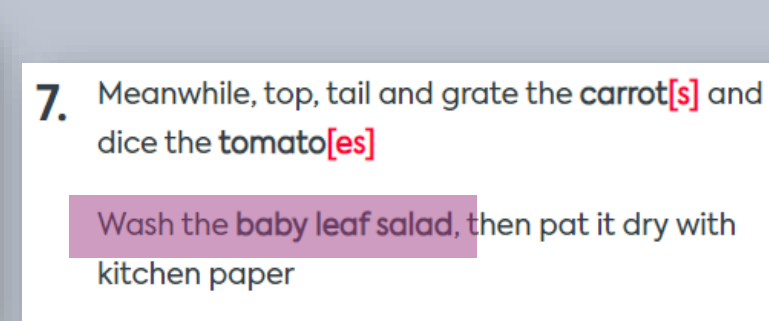 7. Meanwhile, top, tail and grate the carrot[s] and
dice the tomato[es]
Wash the baby leaf salad, then pat it dry with
kitchen paper